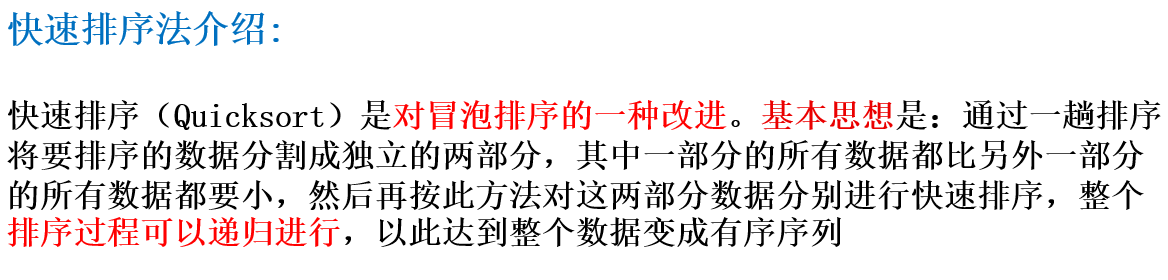 快速排序法介绍:
快速排序（Quicksort）是对冒泡排序的一种改进。基本思想是：通过一趟排序
将要排序的数据分割成独立的两部分，其中一部分的所有数据都比另外一部分
的所有数据都要小，然后再按此方法对这两部分数据分别进行快速排序，整个
排序过程可以递归进行，以此达到整个数据变成有序序列